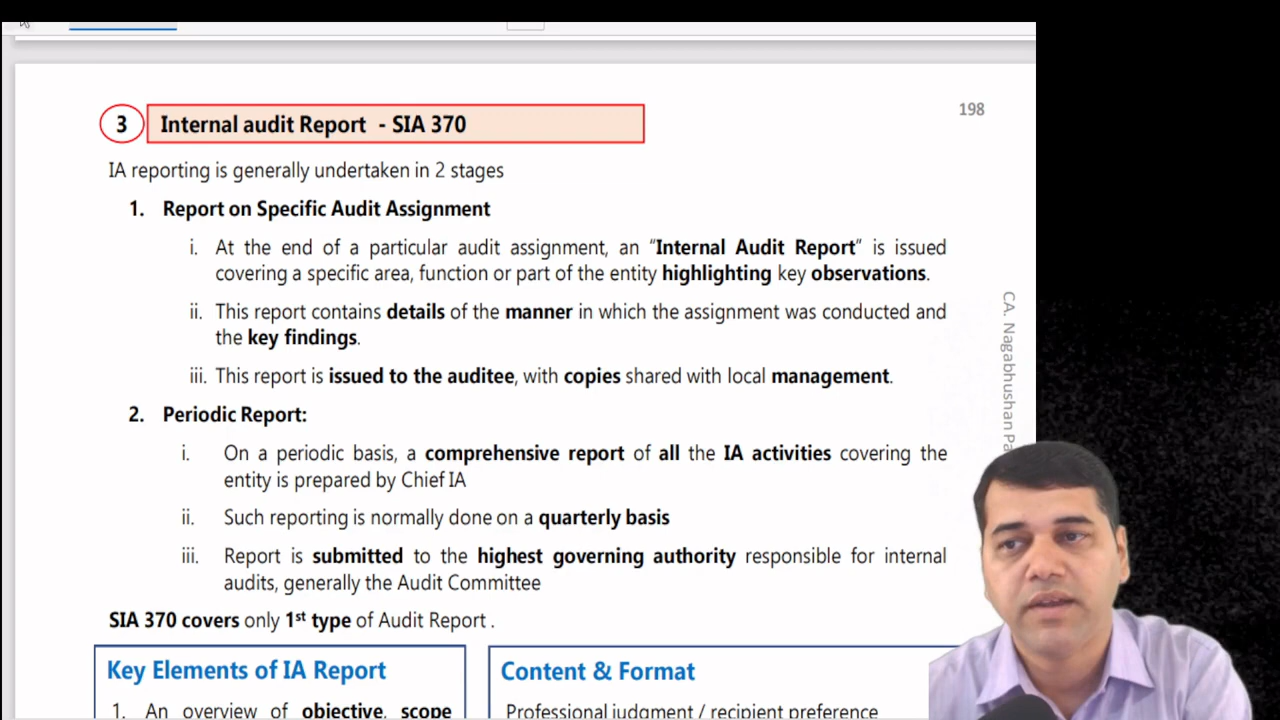 198
3 Internal audit Report - SIA 370
IA reporting is generally undertaken in 2 stages
1. Report on Specific Audit Assignment
i. At the end of a particular audit assignment, an “Internal Audit Report” is issued
covering a specific area, function or part of the entity highlighting key observations.
ii. This report contains details of the manner in which the assignment was conducted and
the key findings.
iii. This report is issued to the auditee, with copies shared with local management.
2. Periodic Report:
i. On a periodic basis, a comprehensive report of all the IA activities covering the
entity is prepared by Chief IA
ii. Such reporting is normally done on a quarterly basis
iii. Report is submitted to the highest governing authority responsible for internal
audits, generally the Audit Committee
SIA 370 covers only 1st type of Audit Report .
Key Elements of IA Report
1. An overview of objective, scope
Content & Format
Professional judgment / recipient preference
CA. Nagabhushan Pa